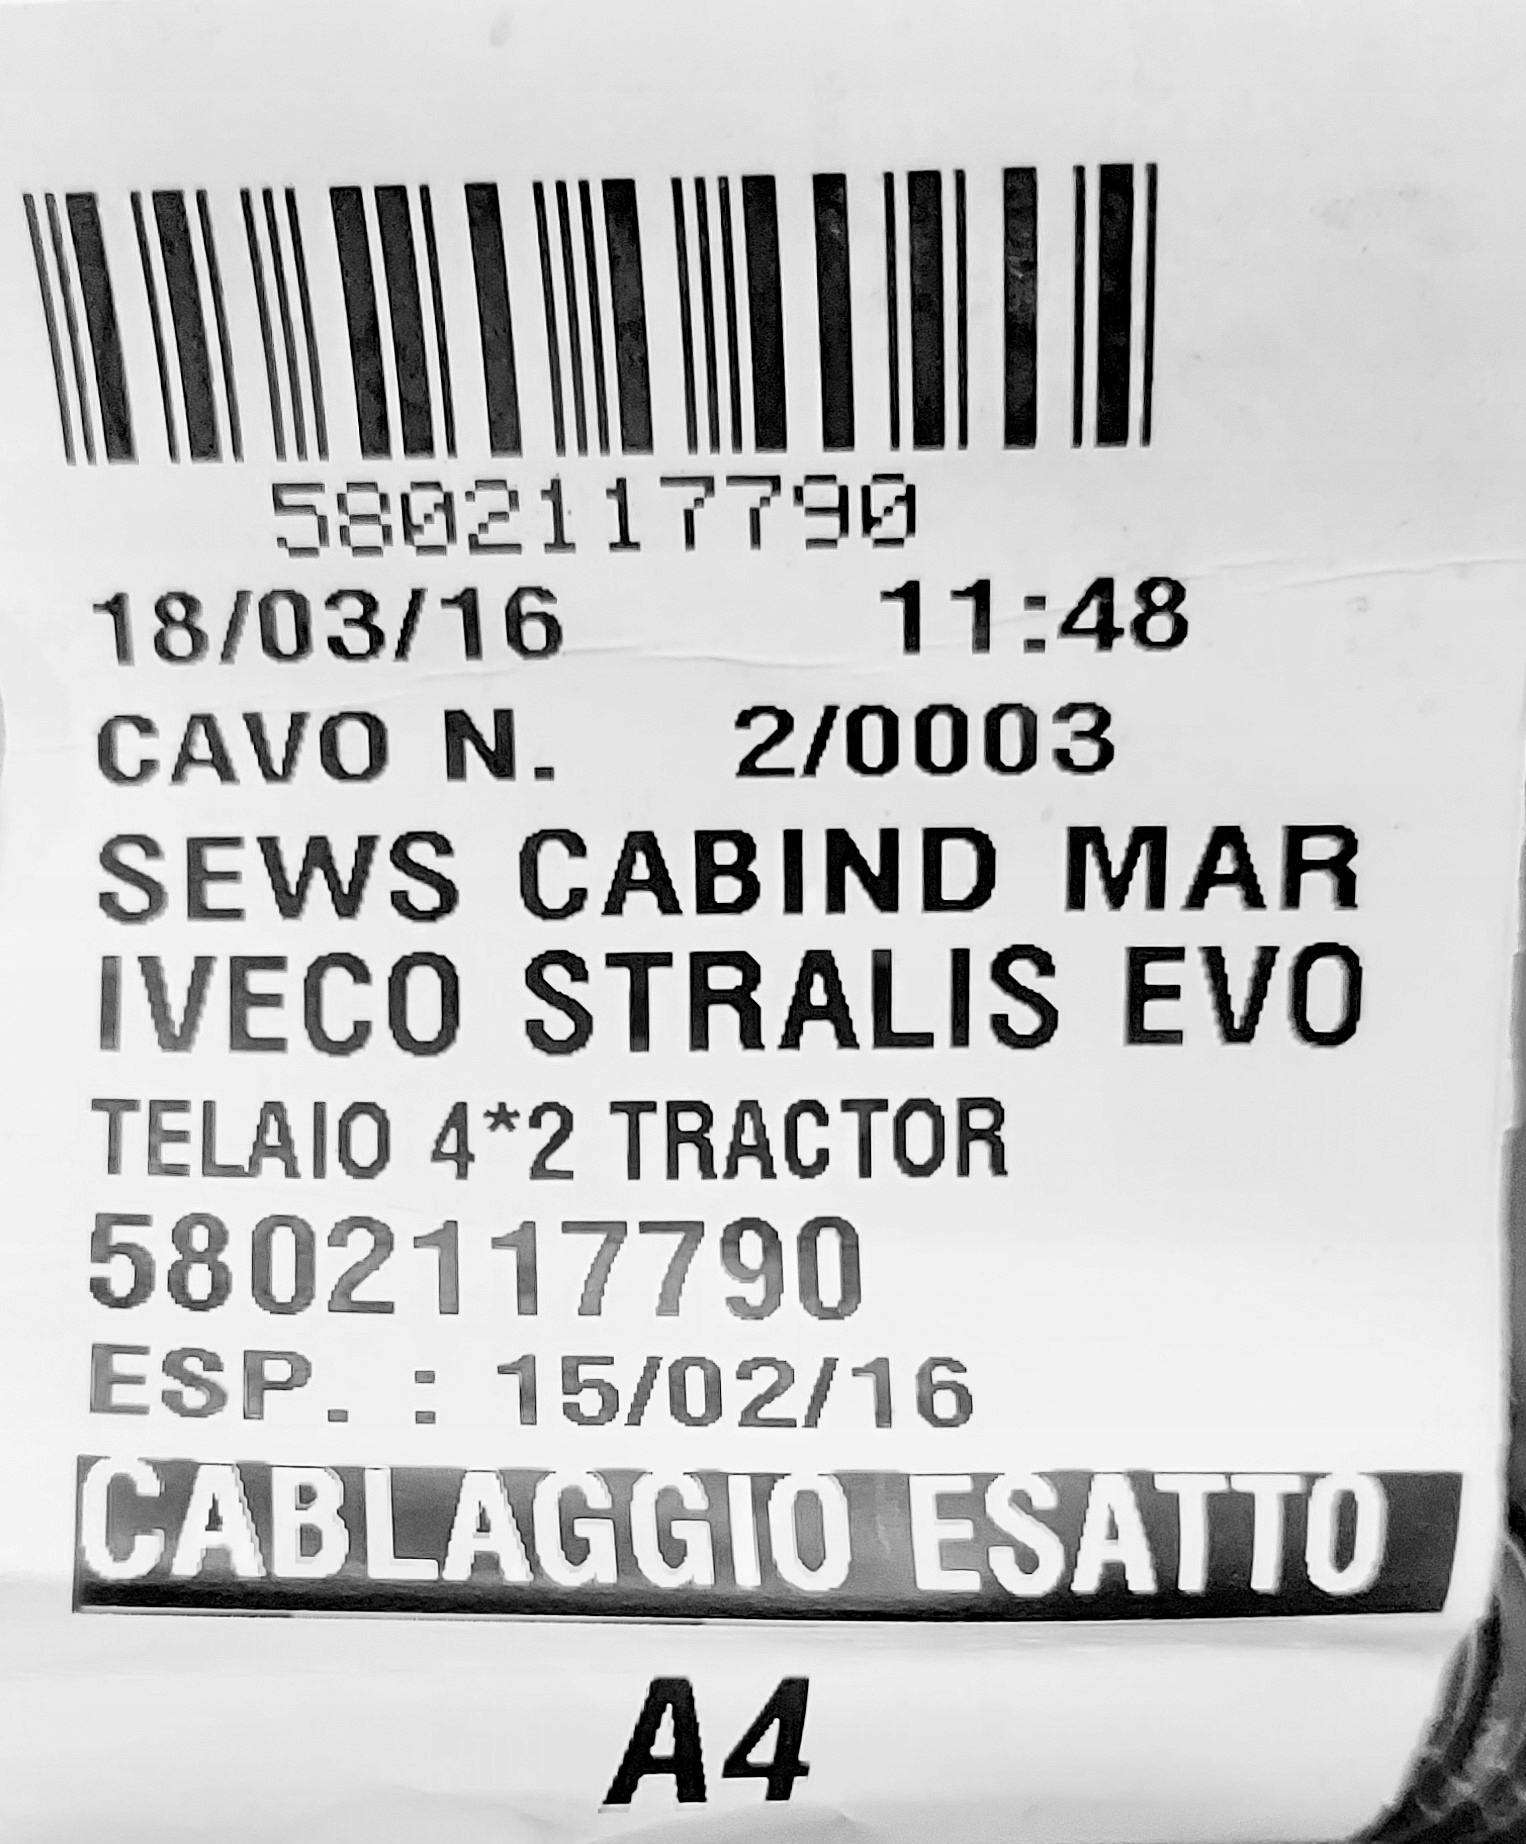 5802117790
18/03/16 11:48
CAVO N. 2/0003
SEWS CABIND MAR
IVECO STRALIS EVO
TELAIO 4*2 TRACTOR
5802117790
ESP. : 15/02/16
CABLAGGIO ESATTO
A4